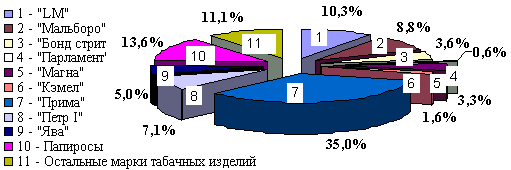 1 - "LM"
2 - "Мальборо"
3 - "Бонд стрит
4 - "Парламент'
5 - "Магна"
6 - "Кэмел"
7 - "Прима"
8 - "Петр I"
9 - "Ява"
10 - Папиросы
11 - Остальные марки табачных изделий
10,3%
8,8%
3,6%
0,6%
3,3%
1,6%
35,0%
7,1%
5,0%
13,6%
11,1%
1
2
3
4
5
6
7
8
9
10
11